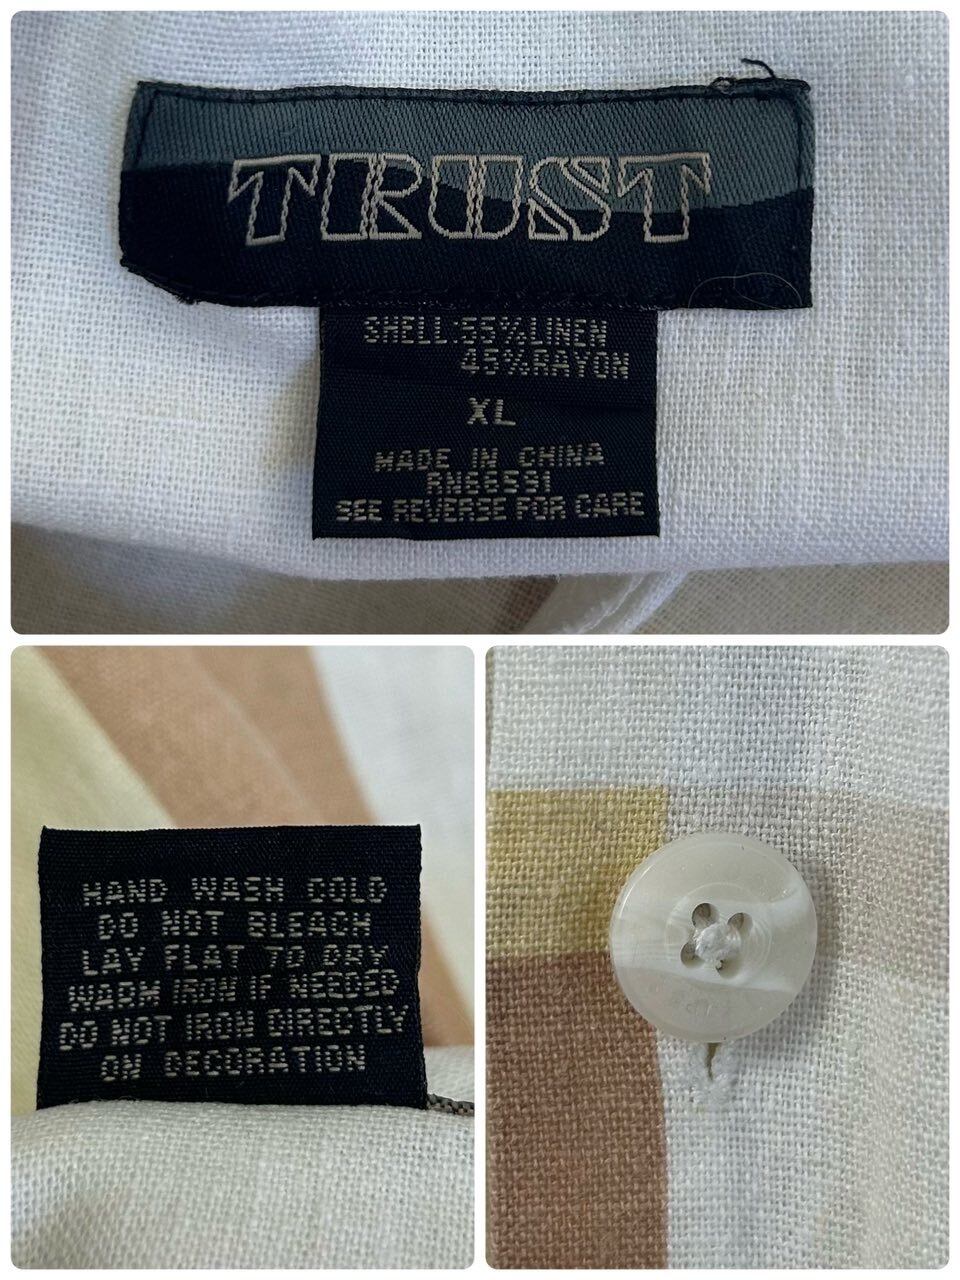 TRUST
SHELL:55%LINEN
45%RAYON
XL
MADE IN CHINA
RN66551
SEE REVERSE FOR CARE
HAND WASH COLD
DO NOT BLEACH
LAY FLAT TO DRY
WARM IRON IF NEEDED
DO NOT IRON DIRECTLY
ON DECORATION